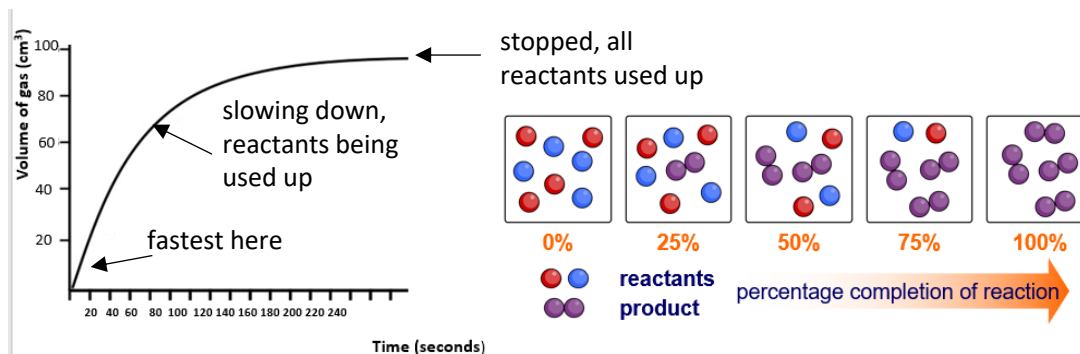 Volume of gas (cm³)
100
80
60
40
20
stopped, all
reactants used up
slowing down,
reactants being
used up
fastest here
20 40 60 80 100 120 140 160 180 200 220 240
Time (seconds)
0%
25%
50%
75%
100%
reactants
product
percentage completion of reaction